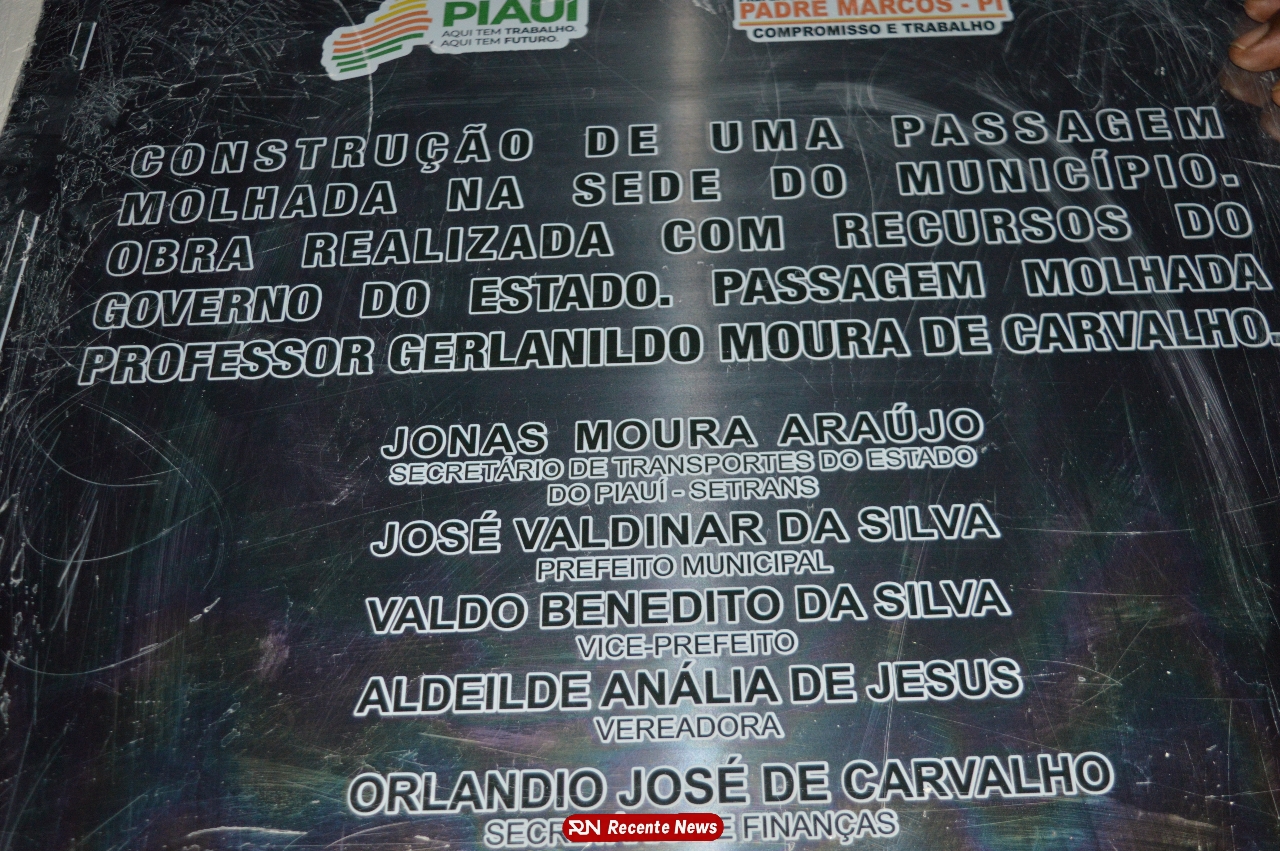 PIAUÍ
AQUI TEM TRABALHO.
AQUI TEM FUTURO.
PADRE MARCOS - PI
COMPROMISSO E TRABALHO
CONSTRUÇÃO DE UMA PASSAGEM
MOLHADA NA SEDE DO MUNICÍPIO.
OBRA REALIZADA COM RECURSOS DO
GOVERNO DO ESTADO. PASSAGEM MOLHADA
PROFESSOR GERLANILDO MOURA DE CARVALHO.
JONAS MOURA ARAÚJO
SECRETÁRIO DE TRANSPORTES DO ESTADO
DO PIAUÍ - SETRANS
JOSÉ VALDINAR DA SILVA
PREFEITO MUNICIPAL
VALDO BENEDITO DA SILVA
VICE-PREFEITO
ALDEILDE ANÁLIA DE JESUS
VEREADORA
ORLANDIO JOSÉ DE CARVALHO
FINANÇAS
RN Recente News